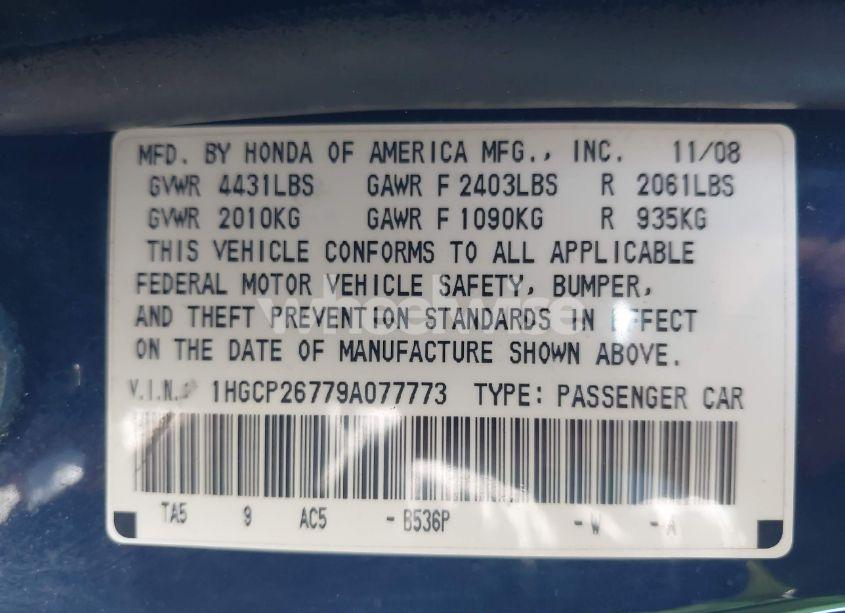 MFD. BY HONDA OF AMERICA MFG., INC. 11/08
GVWR 4431LBS GAWR F 2403LBS R 2061LBS
GVWR 2010KG GAWR F 1090KG R 935KG
THIS VEHICLE CONFORMS TO ALL APPLICABLE
FEDERAL MOTOR VEHICLE SAFETY, BUMPER,
AND THEFT PREVENTION STANDARDS IN EFFECT
ON THE DATE OF MANUFACTURE SHOWN ABOVE.
V.I.N. 1HGCP26779A077773 TYPE: PASSENGER CAR
TA5 9 AC5 - B536P - W - A
wheelwise